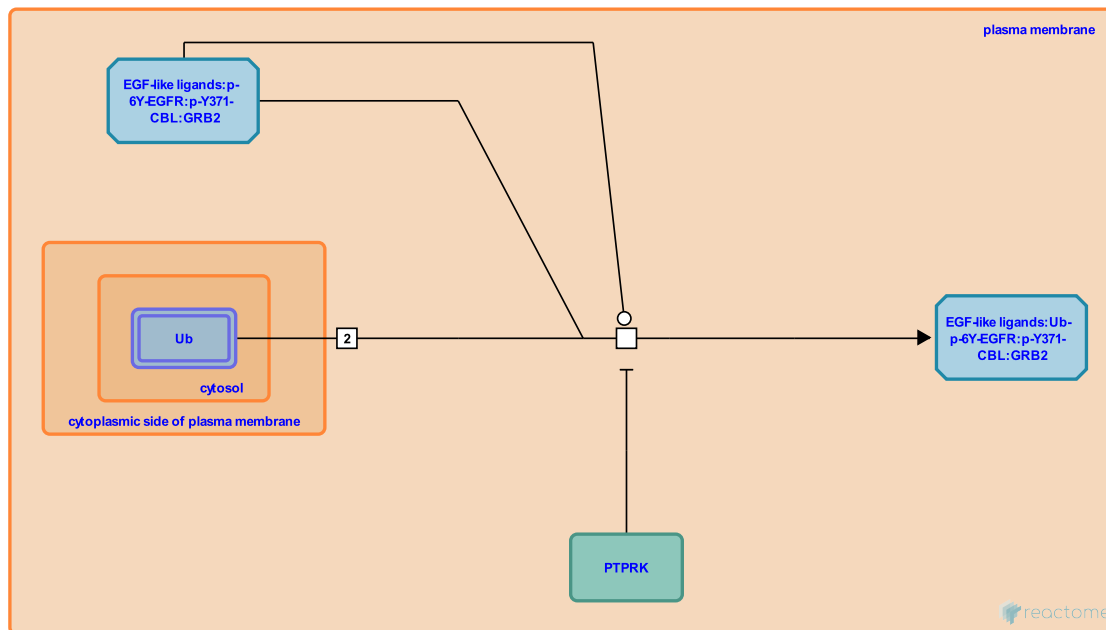 plasma membrane
EGF-like ligands:p-
6Y-EGFR:p-Y371-
CBL:GRB2
Ub
2
cytosol
cytoplasmic side of plasma membrane
EGF-like ligands:Ub-
p-6Y-EGFR:p-Y371-
CBL:GRB2
PTPRK
reactome